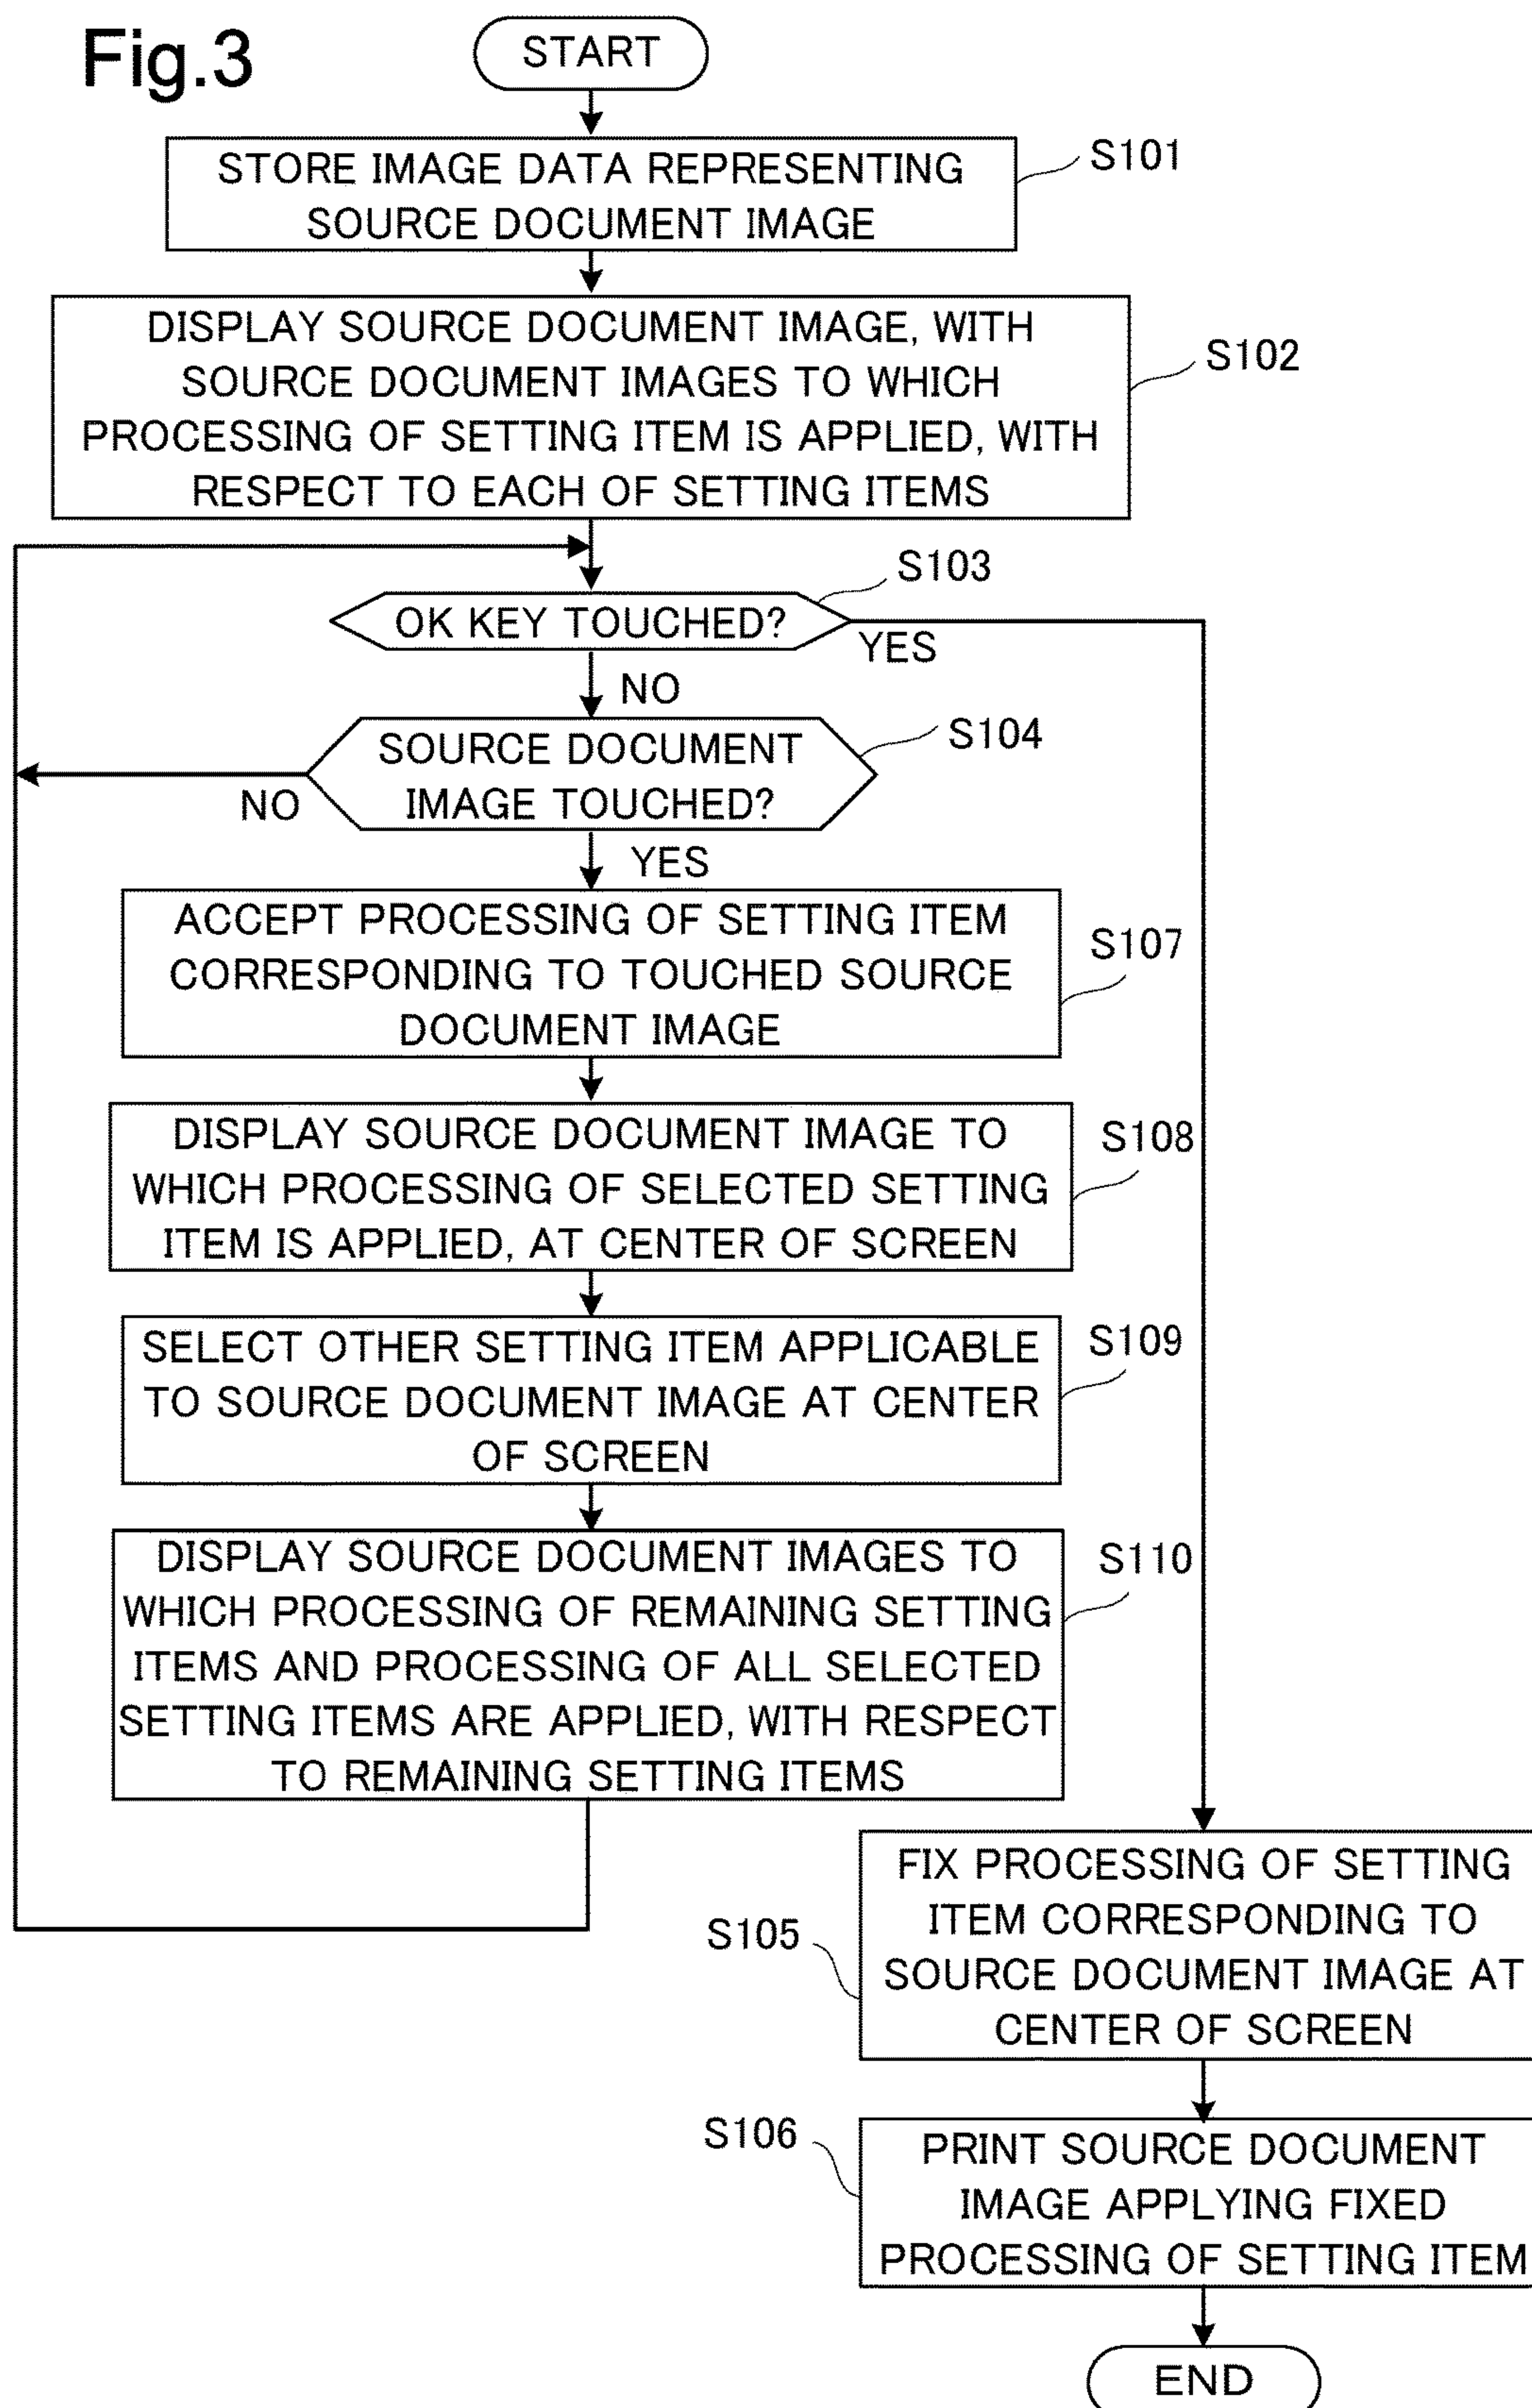 Fig.3
START
STORE IMAGE DATA REPRESENTING
SOURCE DOCUMENT IMAGE
S101
DISPLAY SOURCE DOCUMENT IMAGE, WITH
SOURCE DOCUMENT IMAGES TO WHICH
PROCESSING OF SETTING ITEM IS APPLIED, WITH
RESPECT TO EACH OF SETTING ITEMS
S102
OK KEY TOUCHED?
S103
YES
NO
SOURCE DOCUMENT
IMAGE TOUCHED?
S104
NO
YES
ACCEPT PROCESSING OF SETTING ITEM
CORRESPONDING TO TOUCHED SOURCE
DOCUMENT IMAGE
S107
DISPLAY SOURCE DOCUMENT IMAGE TO
WHICH PROCESSING OF SELECTED SETTING
ITEM IS APPLIED, AT CENTER OF SCREEN
S108
SELECT OTHER SETTING ITEM APPLICABLE
TO SOURCE DOCUMENT IMAGE AT CENTER
OF SCREEN
S109
DISPLAY SOURCE DOCUMENT IMAGES TO
WHICH PROCESSING OF REMAINING SETTING
ITEMS AND PROCESSING OF ALL SELECTED
SETTING ITEMS ARE APPLIED, WITH RESPECT
TO REMAINING SETTING ITEMS
S110
FIX PROCESSING OF SETTING
ITEM CORRESPONDING TO
SOURCE DOCUMENT IMAGE AT
CENTER OF SCREEN
S105
PRINT SOURCE DOCUMENT
IMAGE APPLYING FIXED
PROCESSING OF SETTING ITEM
S106
END